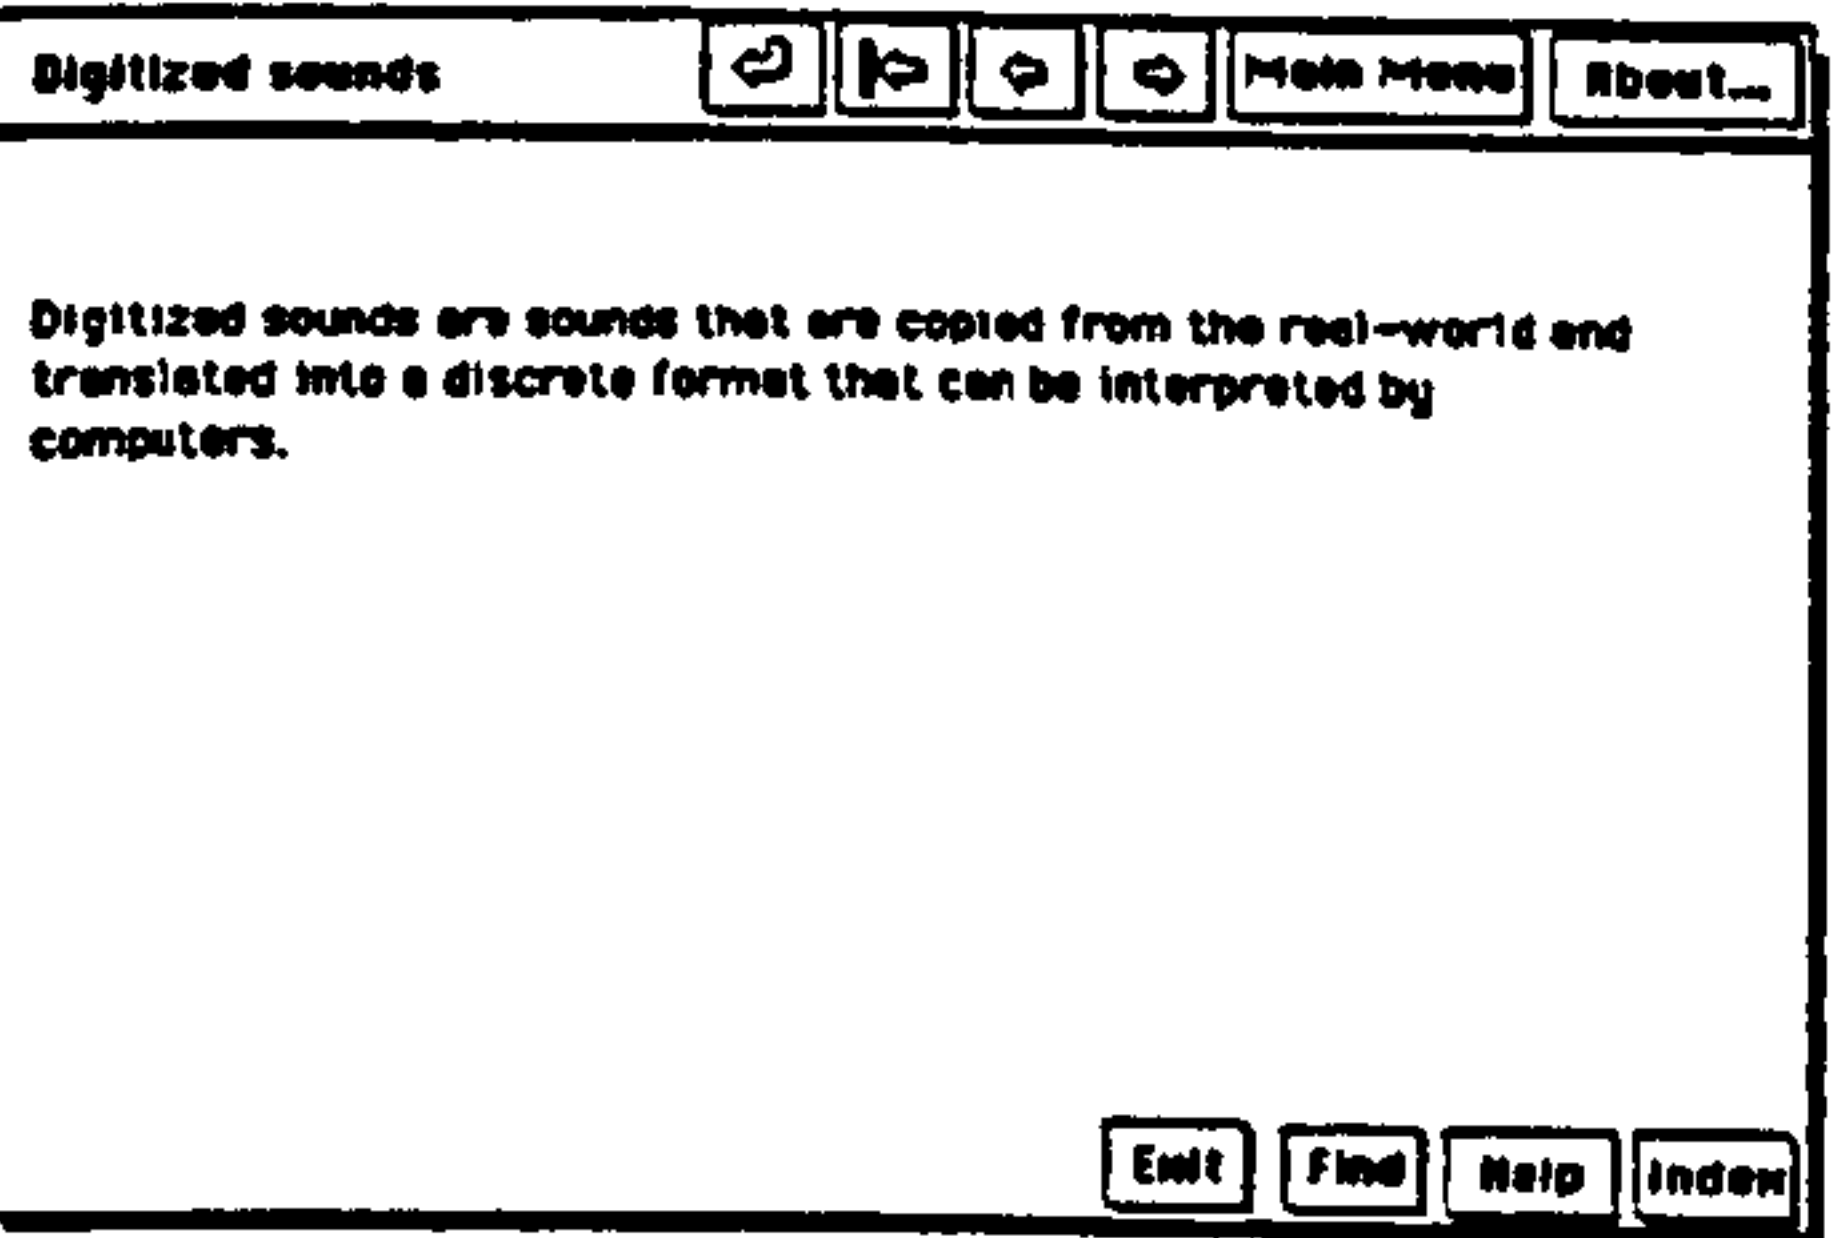 Digitized sounds
Main Menu
About...
Digitized sounds are sounds that are copied from the real-world and
translated into a discrete format that can be interpreted by
computers.
Exit
Find
Help
Index